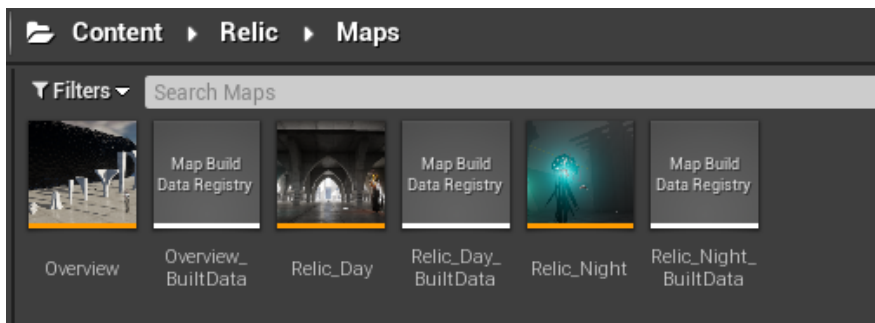 Content Relic Maps
Filters Search Maps
Map Build
Data Registry
Map Build
Data Registry
Map Build
Data Registry
Overview
Overview_
BuiltData
Relic_Day
Relic_Day_
BuiltData
Relic_Night
Relic_Night_
BuiltData